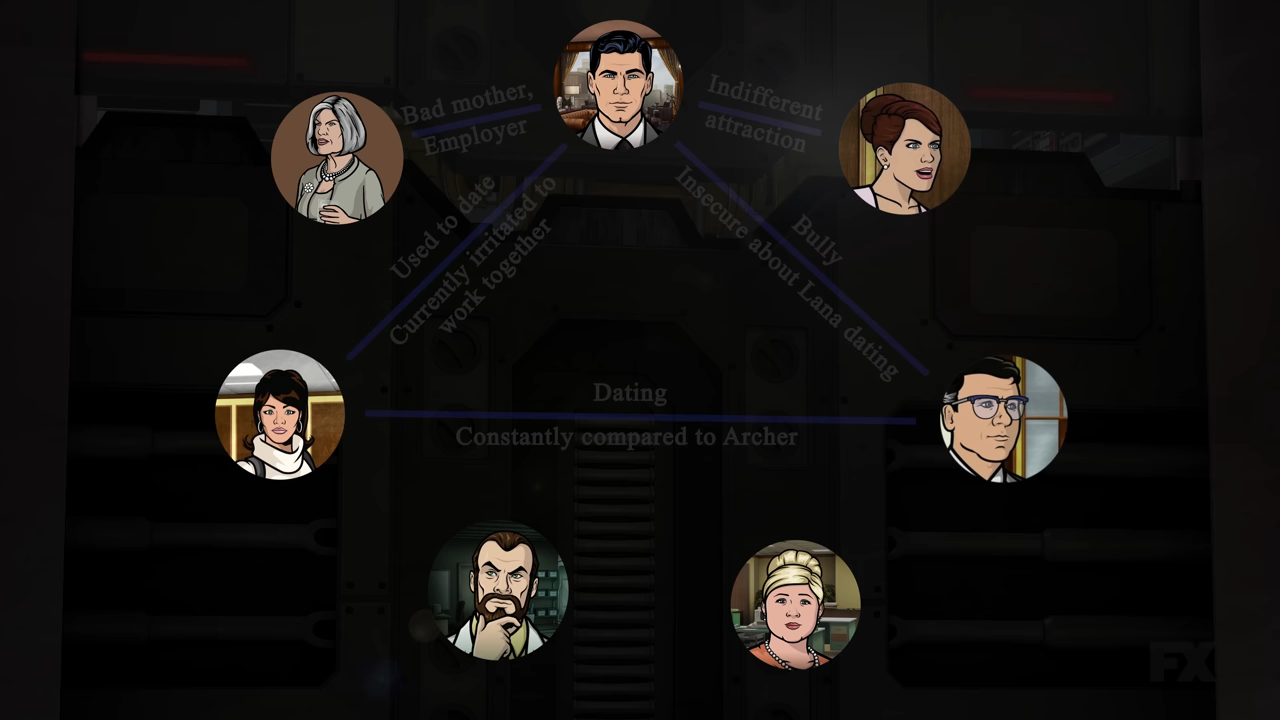 Bad mother,
Employer
Indifferent
attraction
Used to date
Currently irritated to
work together
Bully
Insecure about Lana dating
Dating
Constantly compared to Archer
FX